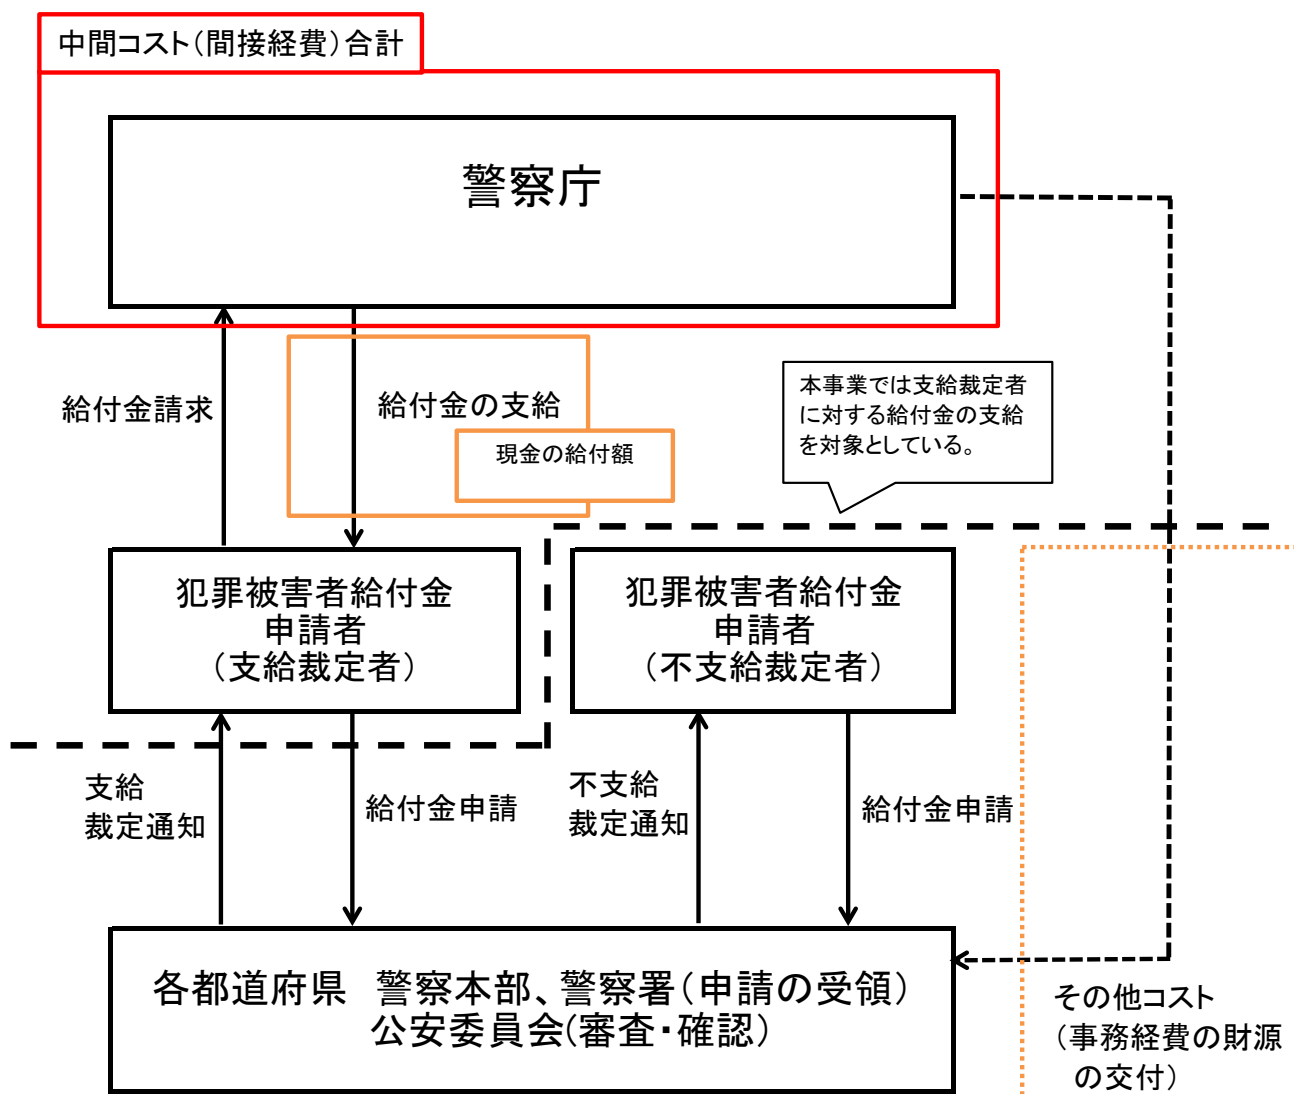 中間コスト（間接経費）合計
警察庁
給付金請求
給付金の支給
現金の給付額
本事業では支給裁定者
に対する給付金の支給
を対象としている。
犯罪被害者給付金
申請者
（支給裁定者）
犯罪被害者給付金
申請者
（不支給裁定者）
支給
裁定通知
給付金申請
不支給
裁定通知
給付金申請
各都道府県　警察本部、警察署（申請の受領）
公安委員会（審査・確認）
その他コスト
（事務経費の財源
の交付）